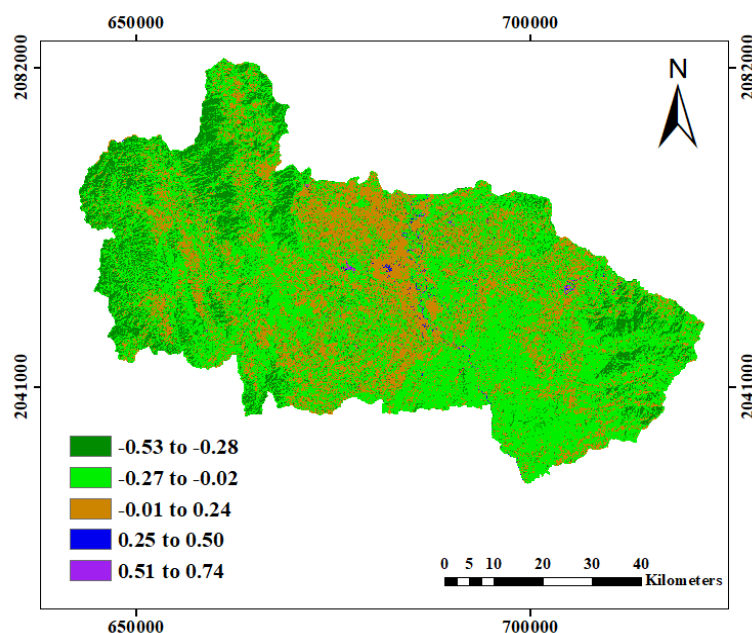 650000 700000
2082000 2082000
N
2041000 2041000
-0.53 to -0.28
-0.27 to -0.02
-0.01 to 0.24
0.25 to 0.50
0.51 to 0.74
0 5 10 20 30 40
Kilometers
650000 700000